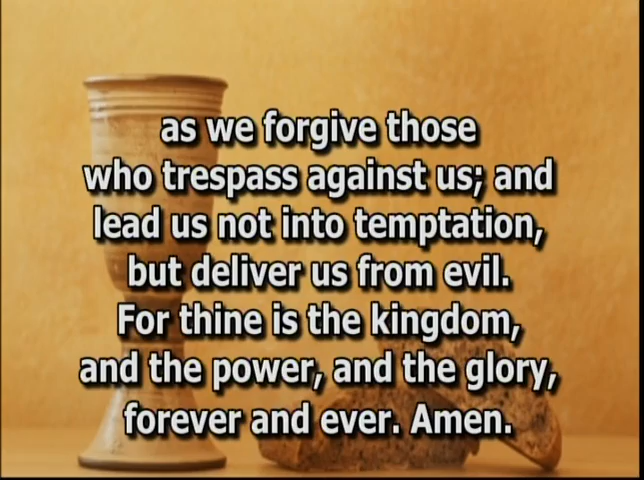 as we forgive those
who trespass against us; and
lead us not into temptation,
but deliver us from evil.
For thine is the kingdom,
and the power, and the glory,
forever and ever. Amen.